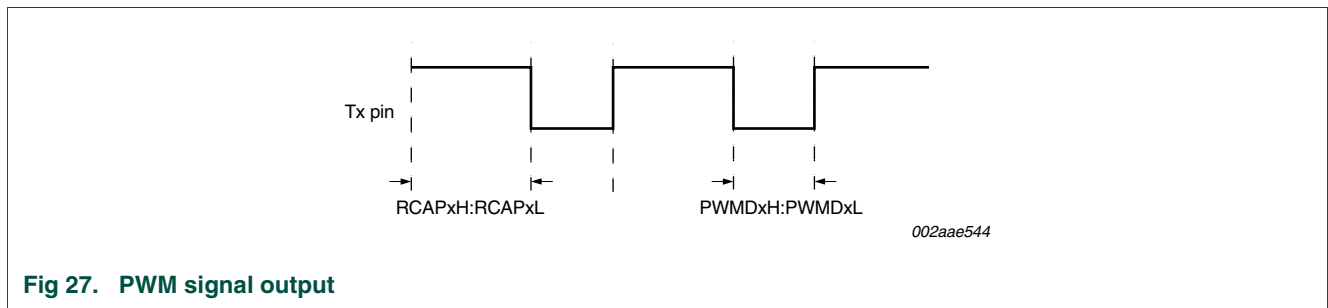 Tx pin
RCAPxH:RCAPxL
PWMDxH:PWMDxL
002aae544
Fig 27. PWM signal output